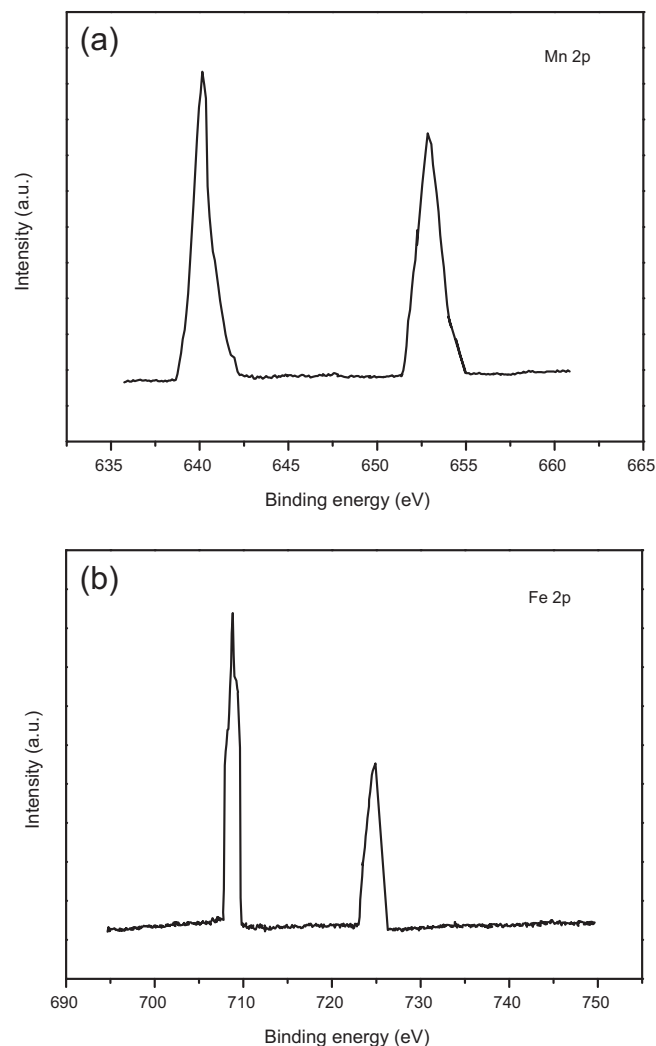 (a)
Mn 2p
Intensity (a.u.)
635 640 645 650 655 660 665
Binding energy (eV)
(b)
Fe 2p
Intensity (a.u.)
690 700 710 720 730 740 750
Binding energy (eV)